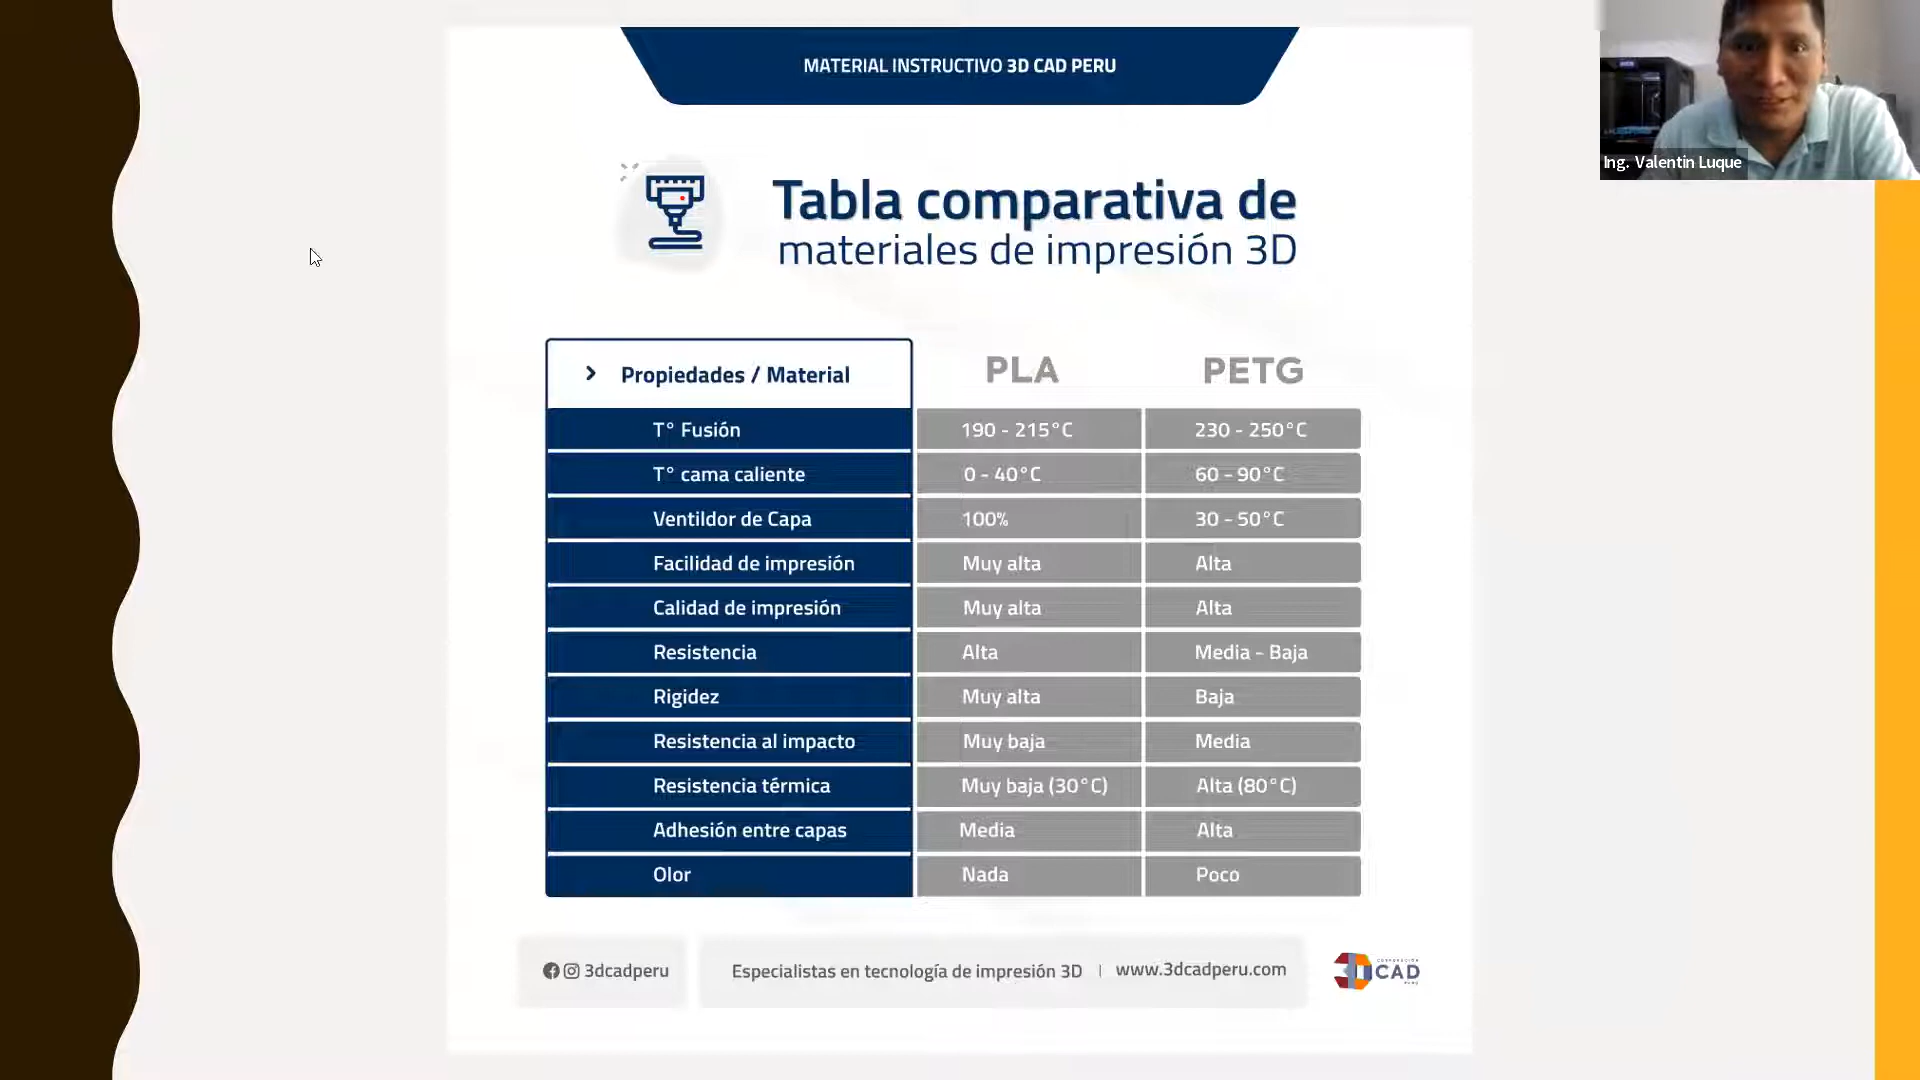 MATERIAL INSTRUCTIVO 3D CAD PERU
Ing. Valentin Luque
Tabla comparativa de
materiales de impresión 3D
Propiedades / Material PLA PETG
T° Fusión 190 - 215°C 230 - 250°C
T° cama caliente 0 - 40°C 60 - 90°C
Ventildor de Capa 100% 30 - 50°C
Facilidad de impresión Muy alta Alta
Calidad de impresión Muy alta Alta
Resistencia Alta Media - Baja
Rigidez Muy alta Baja
Resistencia al impacto Muy baja Media
Resistencia térmica Muy baja (30°C) Alta (80°C)
Adhesión entre capas Media Alta
Olor Nada Poco
3dcadperu Especialistas en tecnología de impresión 3D | www.3dcadperu.com
CORPORACIÓN
3D CAD
PERU